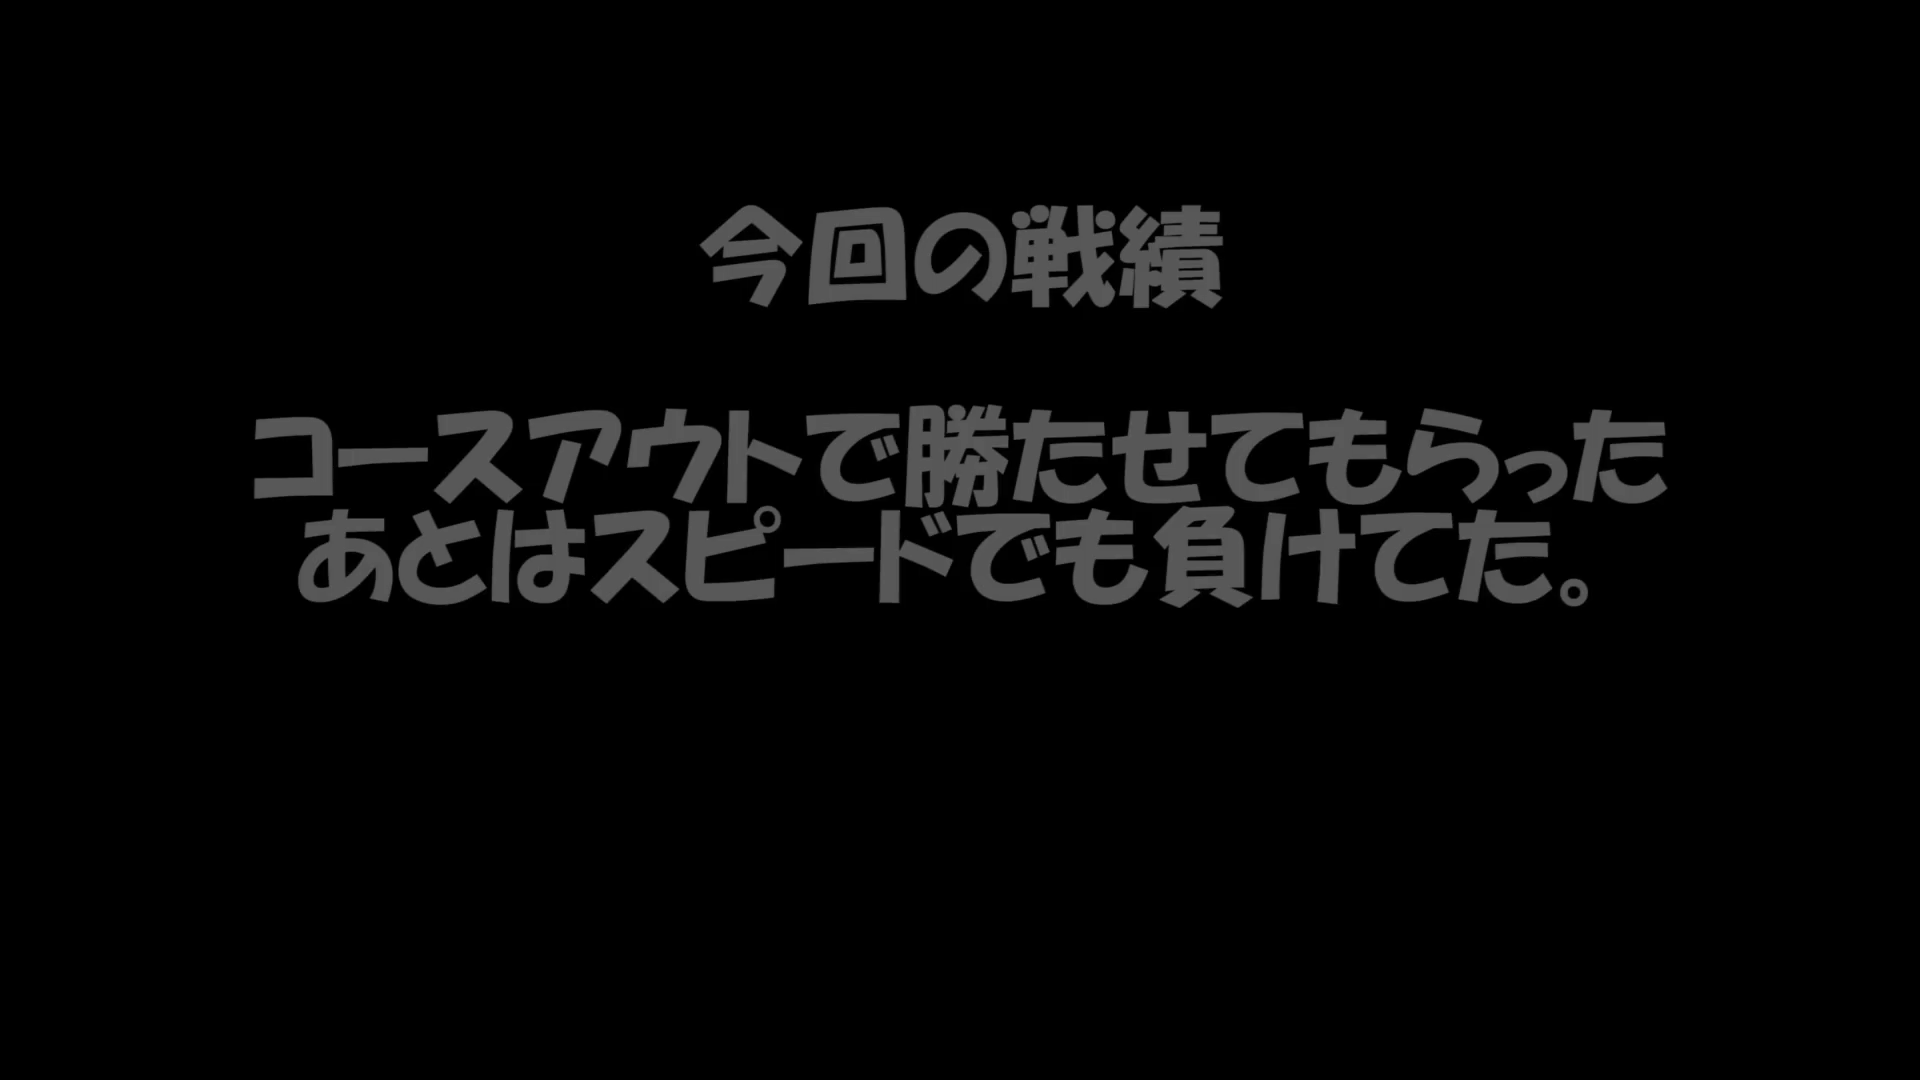 今回の戦績
コースアウトで勝たせてもらった
あとはスピードでも負けてた。